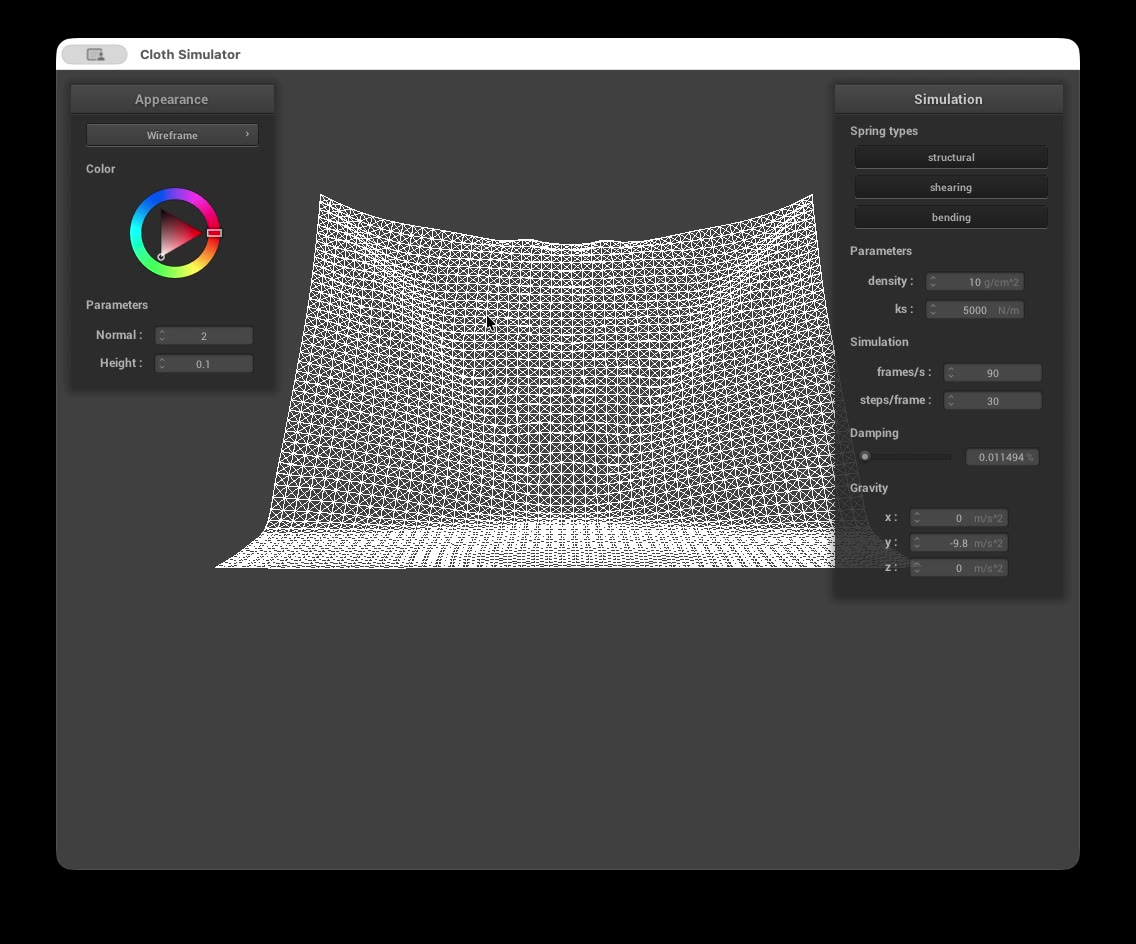 Cloth Simulator
Appearance
Wireframe
Color
Parameters
Normal : 2
Height : 0.1
Simulation
Spring types
structural
shearing
bending
Parameters
density : 10 g/cm^2
ks : 5000 N/m
Simulation
frames/s : 90
steps/frame : 30
Damping
0.011494 %
Gravity
x : 0 m/s^2
y : -9.8 m/s^2
z : 0 m/s^2